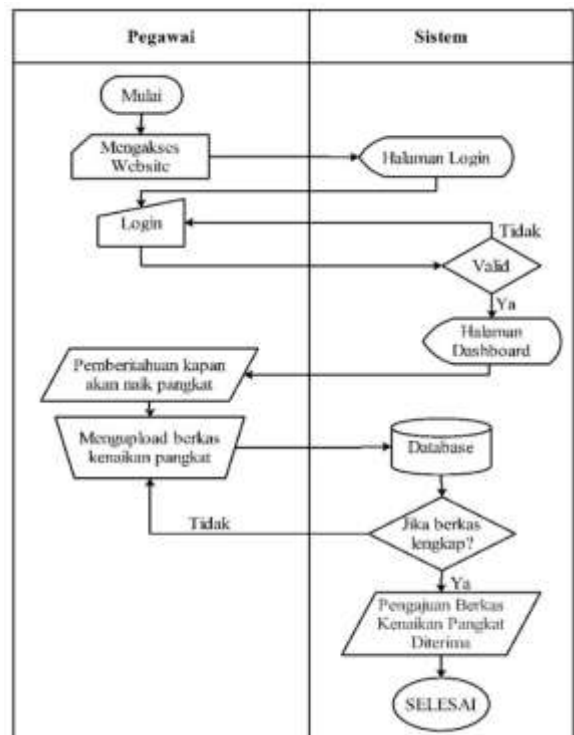 Pegawai
Sistem
Mulai
Mengakses
Website
Halaman Login
Login
Tidak
Valid
Ya
Halaman
Dashboard
Pemberitahuan kapan
akan naik pangkat
Mengupload berkas
kenaikan pangkat
Database
Tidak
Jika berkas
lengkap?
Ya
Pengajuan Berkas
Kenaikan Pangkat
Diterima
SELESAI